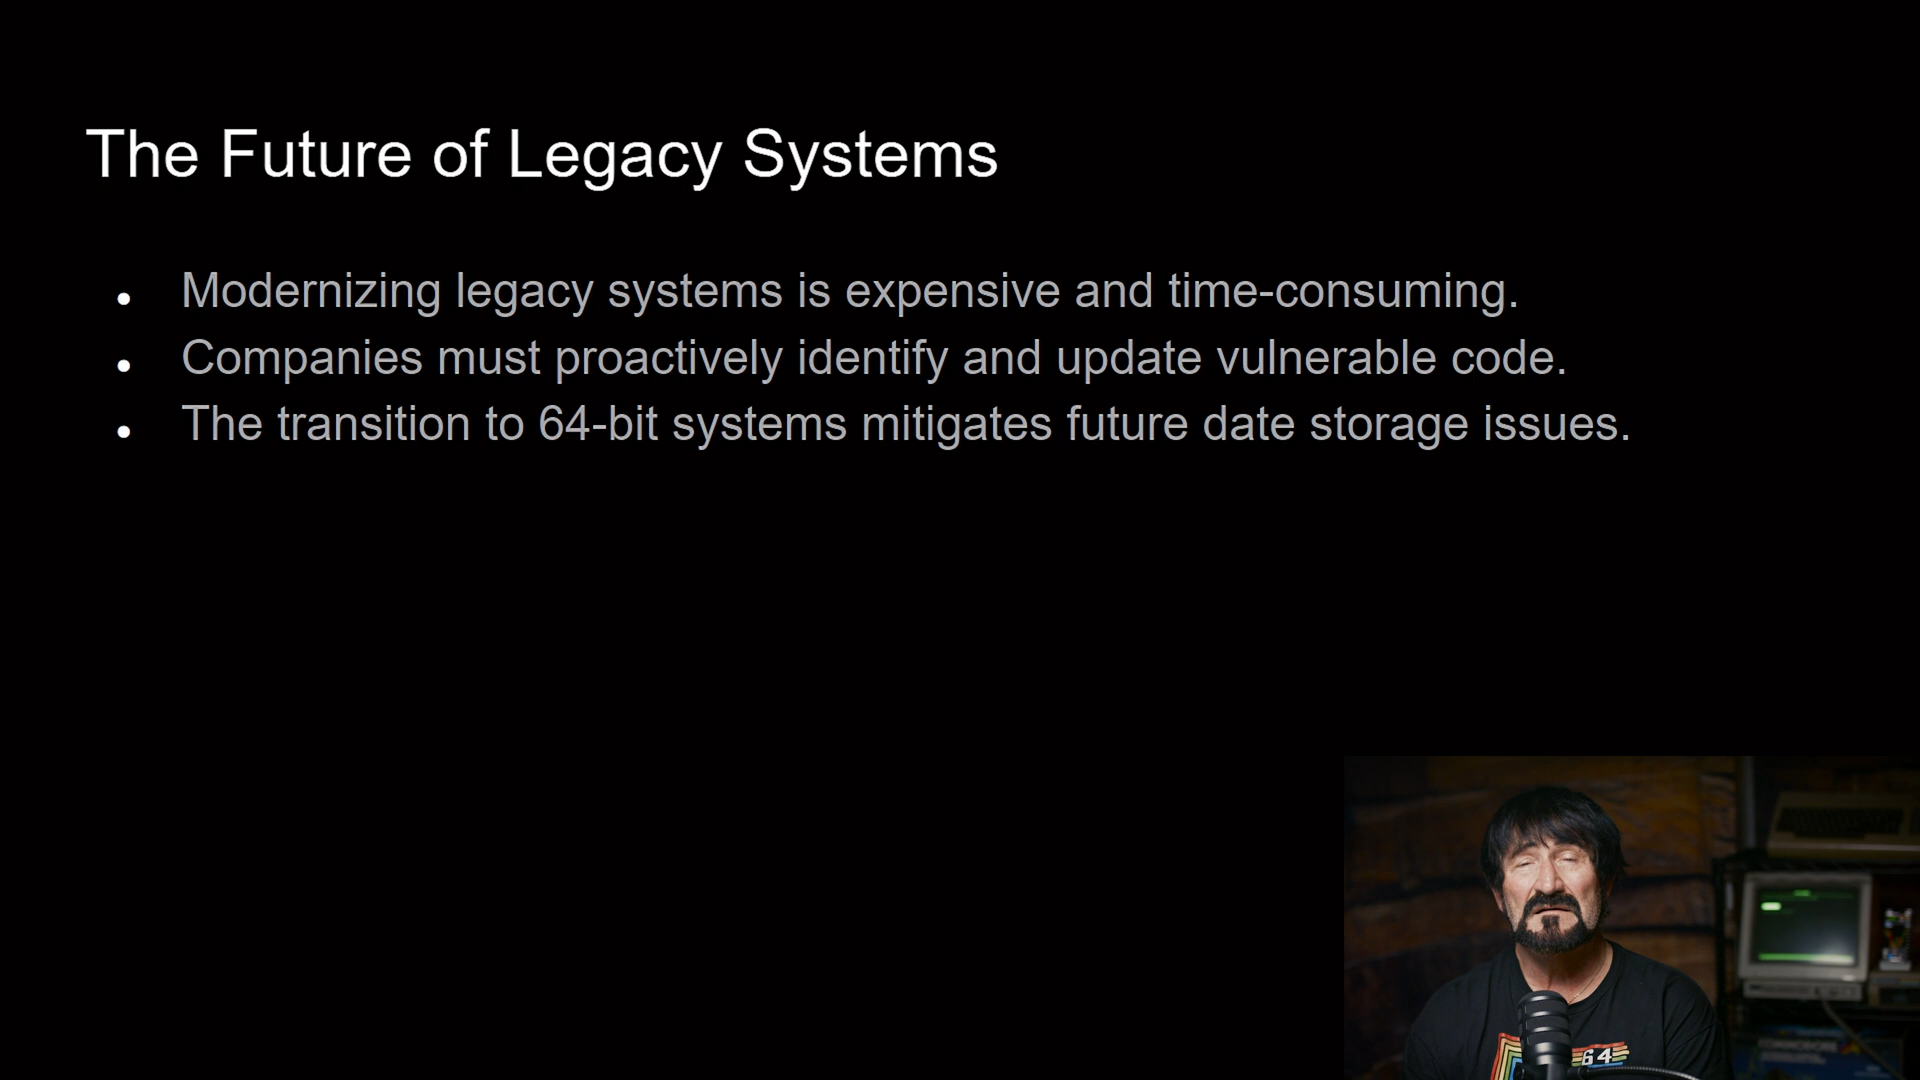 The Future of Legacy Systems
• Modernizing legacy systems is expensive and time-consuming.
• Companies must proactively identify and update vulnerable code.
• The transition to 64-bit systems mitigates future date storage issues.
64